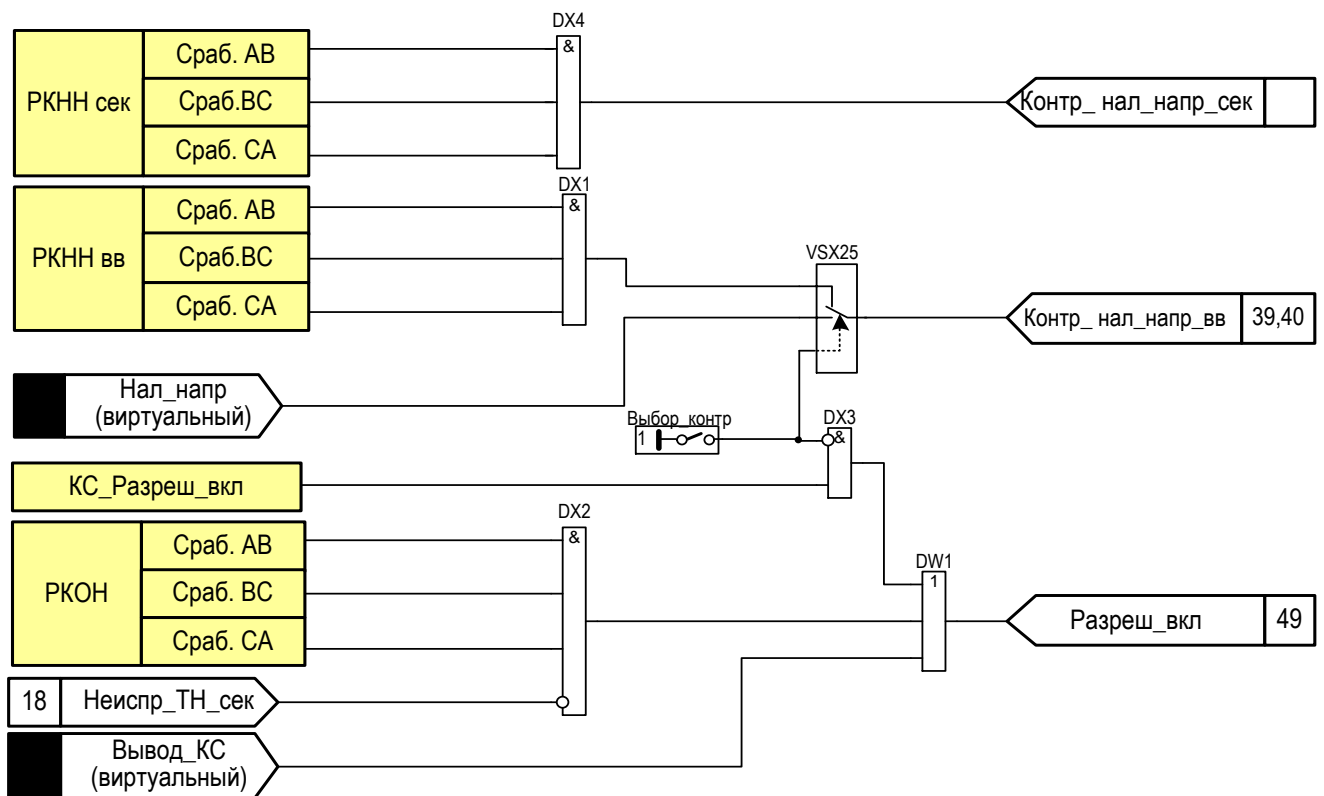 DX4
РКНН сек
Сраб. АВ
Сраб.ВС
Сраб. СА
&
Контр_ нал_напр_сек
DX1
РКНН вв
Сраб. АВ
Сраб.ВС
Сраб. СА
&
VSX25
Контр_ нал_напр_вв
39,40
Нал_напр
(виртуальный)
Выбор_контр
1
DX3
&
КС_Разреш_вкл
DX2
РКОН
Сраб. АВ
Сраб. ВС
Сраб. СА
&
DW1
1
Разреш_вкл
49
18
Неиспр_ТН_сек
Вывод_КС
(виртуальный)